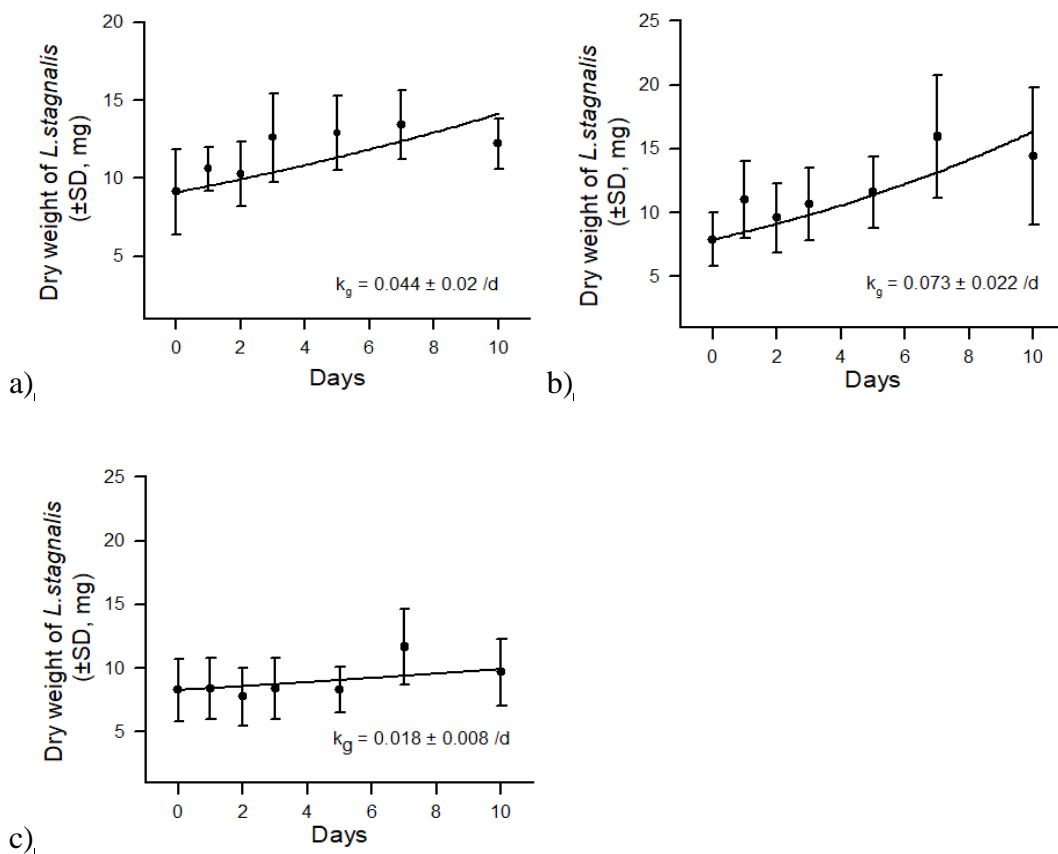 20
15
10
5
Dry weight of L.stagnalis
(±SD, mg)
kg = 0.044 ± 0.02 /d
0 2 4 6 8 10
Days
a)
25
20
15
10
5
Dry weight of L.stagnalis
(±SD, mg)
kg = 0.073 ± 0.022 /d
0 2 4 6 8 10
Days
b)
25
20
15
10
5
Dry weight of L.stagnalis
(±SD, mg)
kg = 0.018 ± 0.008 /d
0 2 4 6 8 10
Days
c)